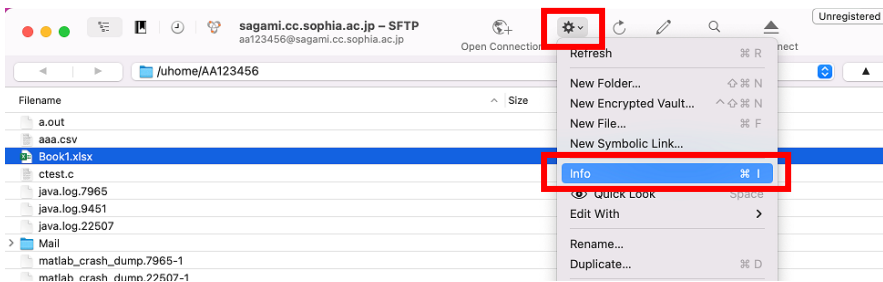 Unregistered
sagami.cc.sophia.ac.jp – SFTP
aa123456@sagami.cc.sophia.ac.jp
Open Connection
nect
/uhome/AA123456
Filename
Size
a.out
aaa.csv
Book1.xlsx
ctest.c
java.log.7965
java.log.9451
java.log.22507
Mail
matlab_crash_dump.7965-1
matlab_crash_dump.22507-1
Refresh ⌘ R
New Folder... ⇧⌘ N
New Encrypted Vault... ⌃⇧⌘ N
New File... ⌘ F
New Symbolic Link...
Info ⌘ I
Quick Look Space
Edit With
Rename...
Duplicate... ⌘ D